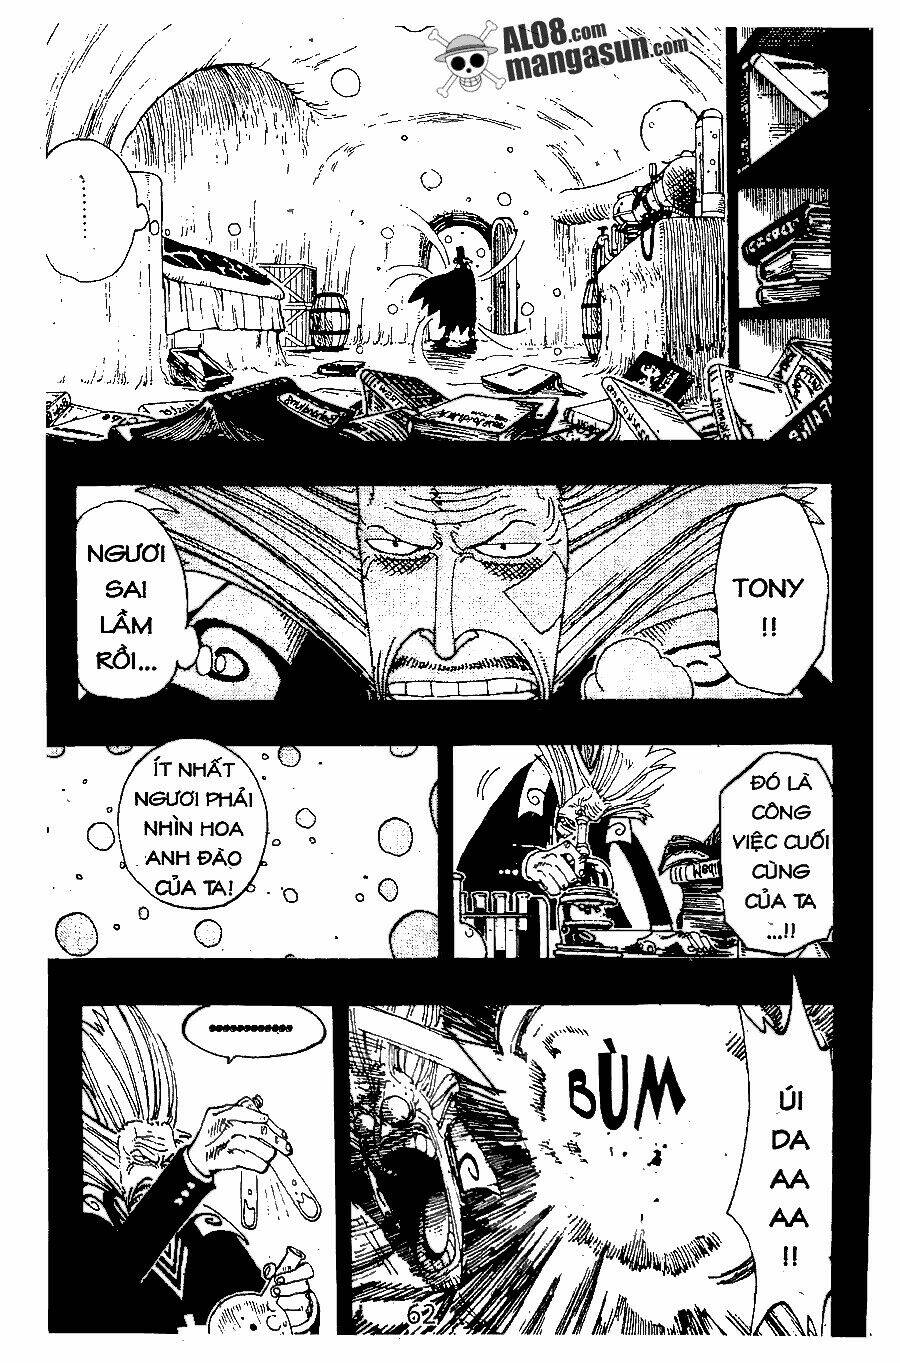 AL08.com
mangasun.com
.......
TONY
!!
NGƯƠI
SAI
LẦM
RỒI...
ĐÓ LÀ
CÔNG
VIỆC CUỐI
CÙNG
CỦA TA
...!!
ÍT NHẤT
NGƯƠI PHẢI
NHÌN HOA
ANH ĐÀO
CỦA TA!
BÙM
ÚI
DA
AA
AA
!!
.............
62